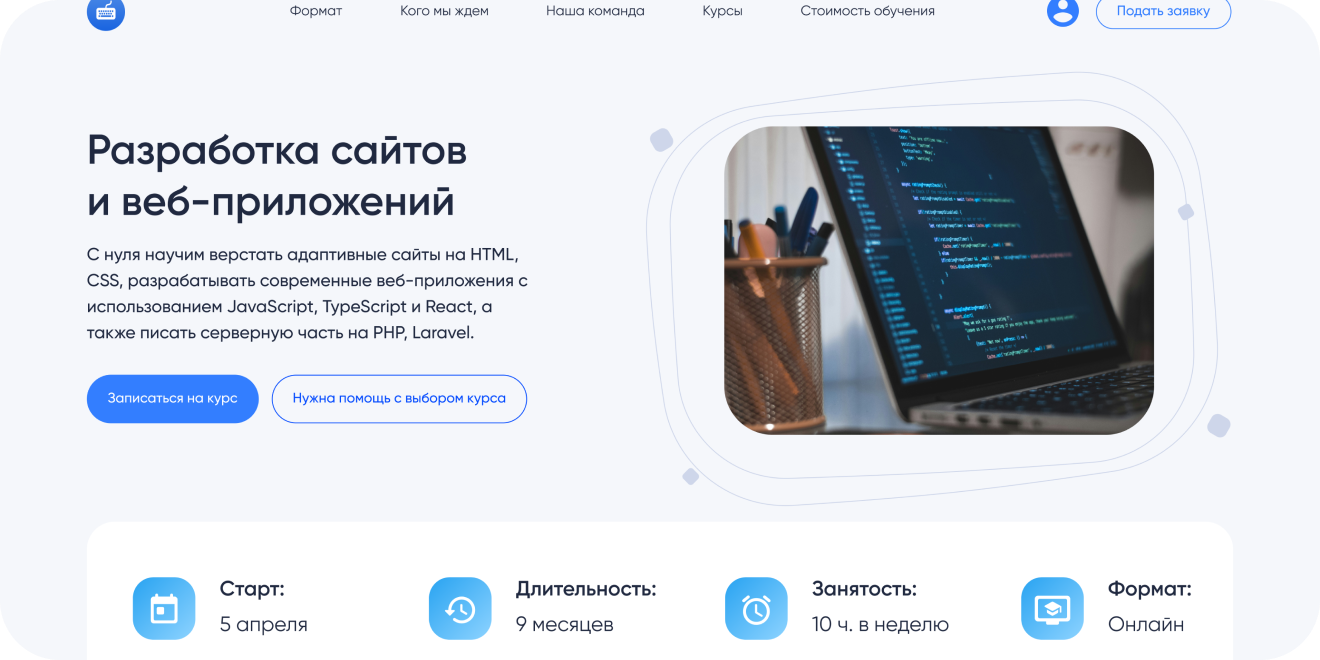 Формат
Кого мы ждем
Наша команда
Курсы
Стоимость обучения
Подать заявку
Разработка сайтов
и веб-приложений
С нуля научим верстать адаптивные сайты на HTML,
CSS, разрабатывать современные веб-приложения с
использованием JavaScript, TypeScript и React, а
также писать серверную часть на PHP, Laravel.
Записаться на курс
Нужна помощь с выбором курса
Старт:
5 апреля
Длительность:
9 месяцев
Занятость:
10 ч. в неделю
Формат:
Онлайн